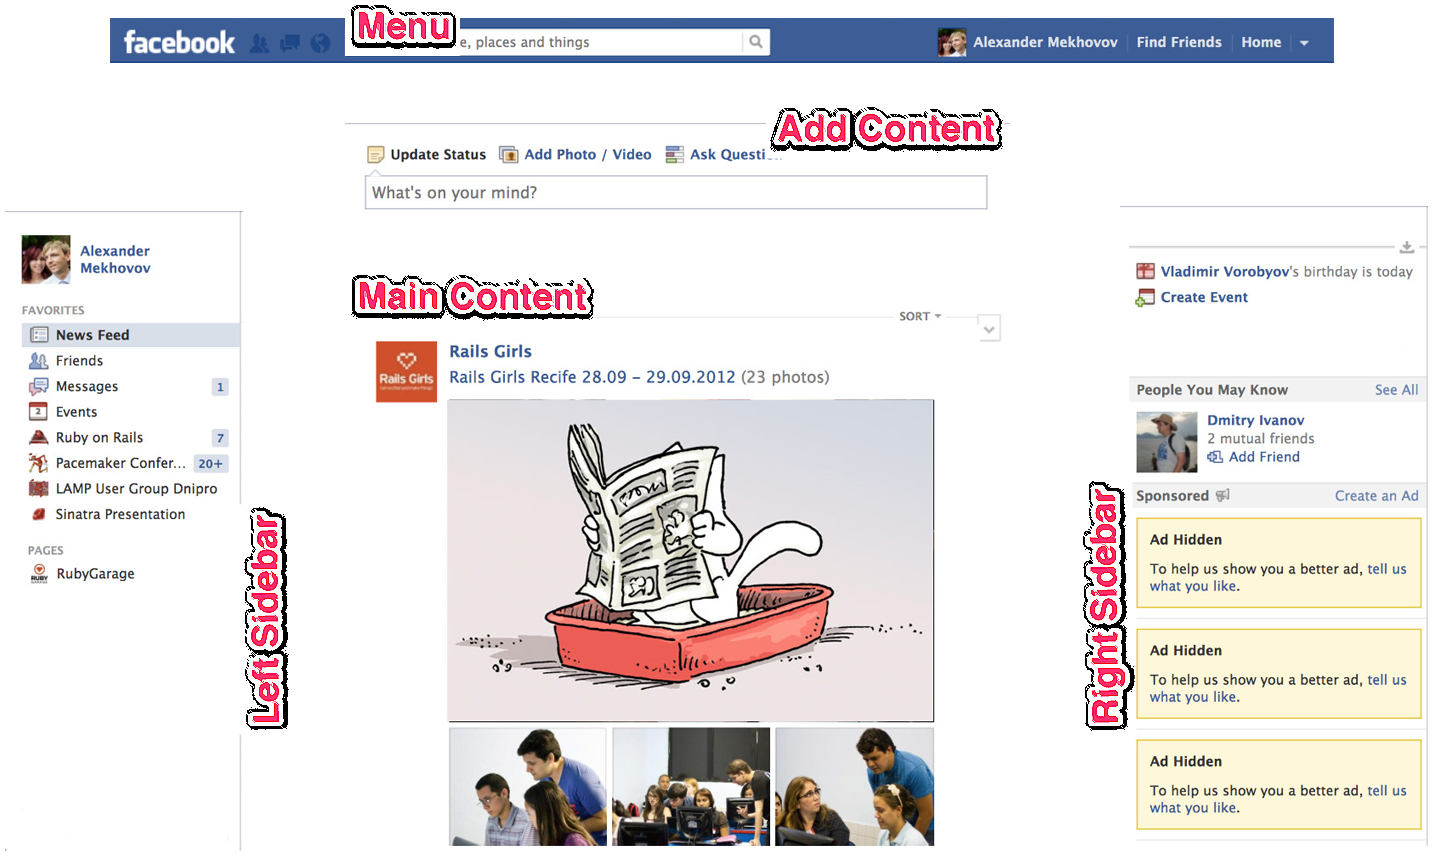 Menu
facebook
e, places and things
Alexander Mekhovov
Find Friends
Home
Add Content
Update Status
Add Photo / Video
Ask Questi
What's on your mind?
Alexander
Mekhovov
FAVORITES
News Feed
Friends
Messages 1
Events
Ruby on Rails 7
Pacemaker Confer... 20+
LAMP User Group Dnipro
Sinatra Presentation
PAGES
RubyGarage
Left Sidebar
Main Content
SORT
Rails Girls
Rails Girls
Rails Girls Recife 28.09 – 29.09.2012 (23 photos)
Vladimir Vorobyov's birthday is today
Create Event
People You May Know See All
Dmitry Ivanov
2 mutual friends
Add Friend
Right Sidebar
Sponsored Create an Ad
Ad Hidden
To help us show you a better ad, tell us
what you like.
Ad Hidden
To help us show you a better ad, tell us
what you like.
Ad Hidden
To help us show you a better ad, tell us
what you like.